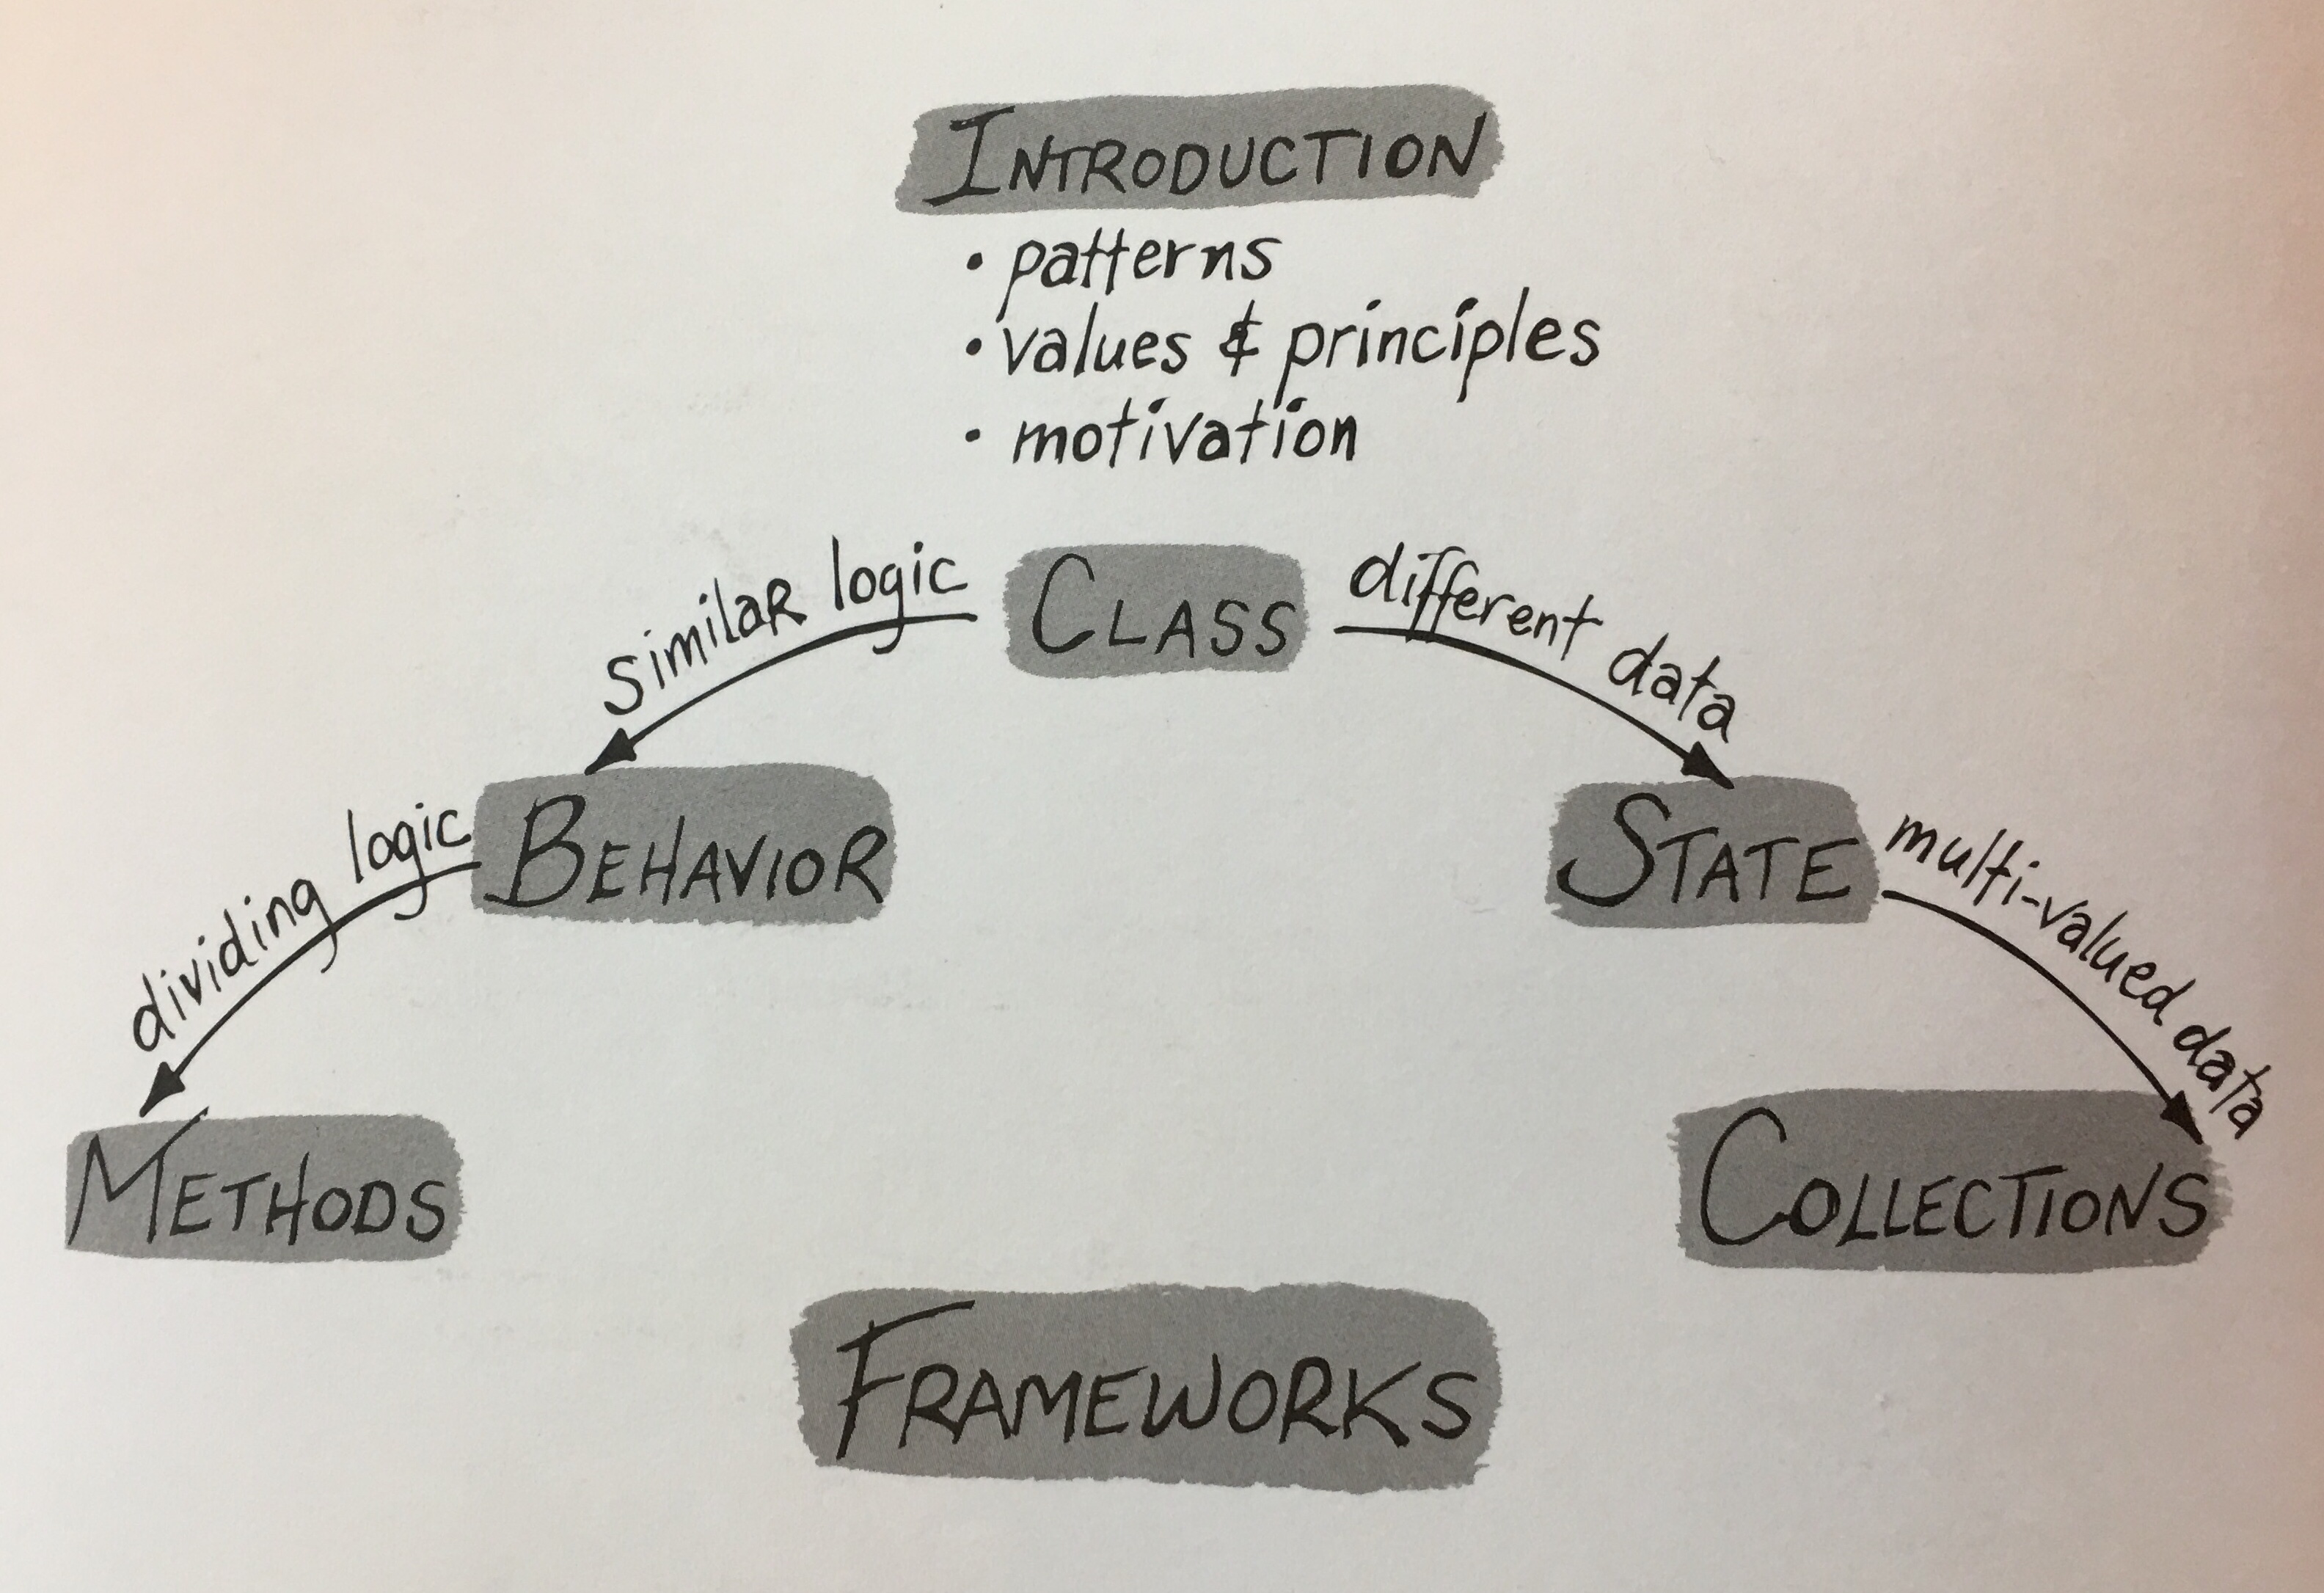 INTRODUCTION
• patterns
• values & principles
• motivation
similar logic
CLASS
different data
dividing logic
BEHAVIOR
STATE
multi-valued data
METHODS
COLLECTIONS
FRAMEWORKS